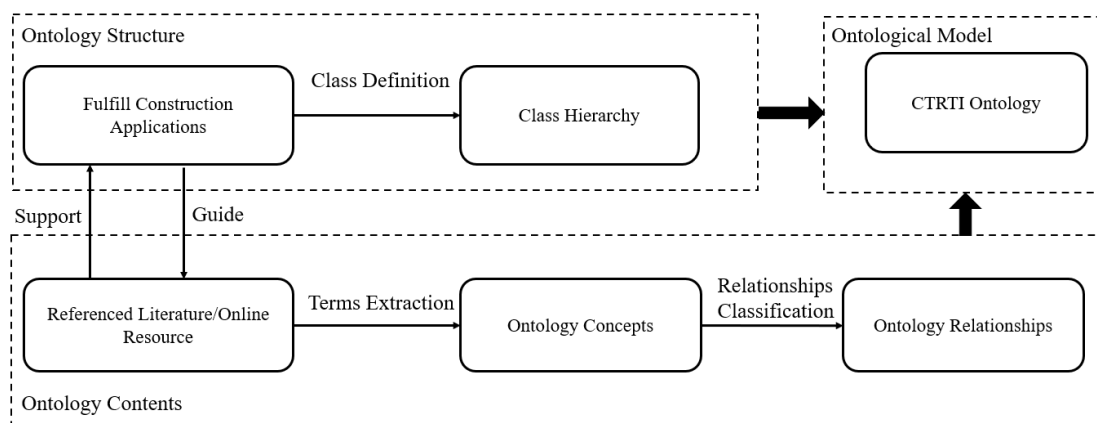 Ontology Structure
Ontological Model
Fulfill Construction
Applications
Class Definition
Class Hierarchy
CTRTI Ontology
Support
Guide
Referenced Literature/Online
Resource
Terms Extraction
Ontology Concepts
Relationships
Classification
Ontology Relationships
Ontology Contents